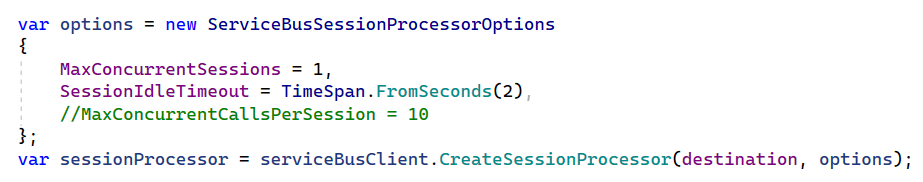 var options = new ServiceBusSessionProcessorOptions
{
    MaxConcurrentSessions = 1,
    SessionIdleTimeout = TimeSpan.FromSeconds(2),
    //MaxConcurrentCallsPerSession = 10
};
var sessionProcessor = serviceBusClient.CreateSessionProcessor(destination, options);